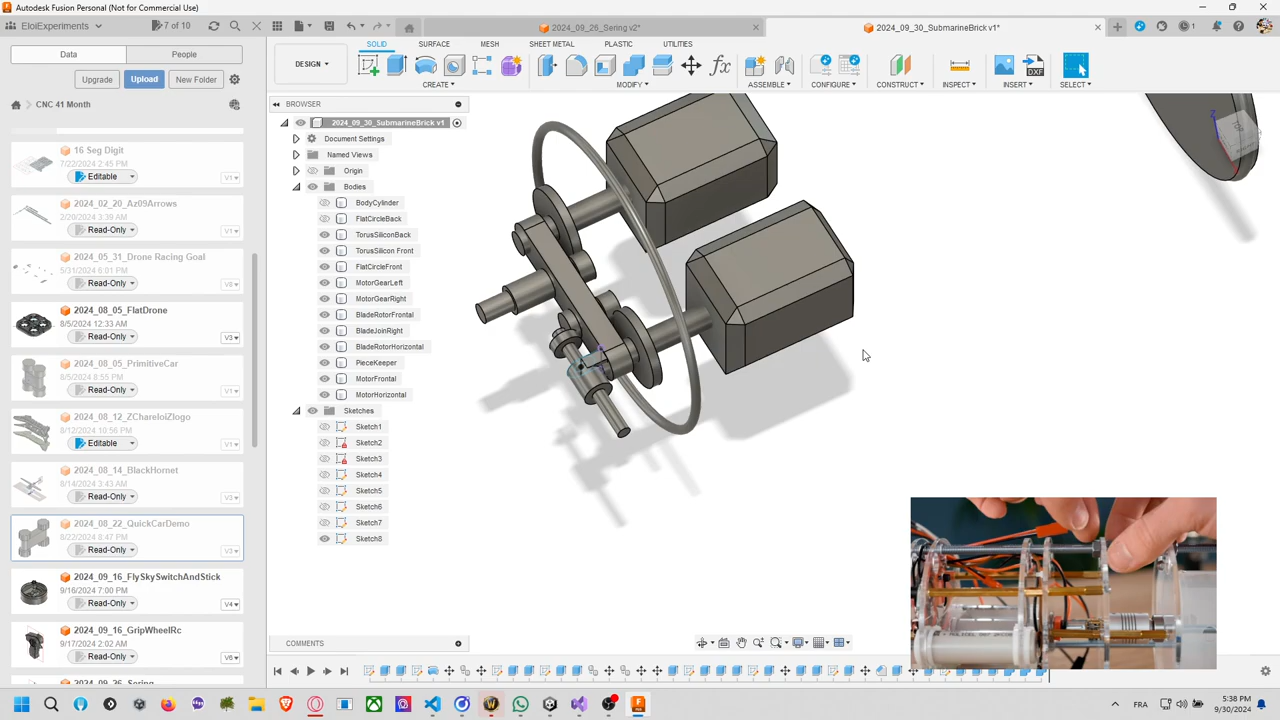 Autodesk Fusion Personal (Not for Commercial Use)
EloiExperiments
7 of 10
2024_09_26_Sering v2*
2024_09_30_SubmarineBrick v1*
1
Data
People
Upgrade
Upload
New Folder
CNC 41 Month
16 Seg Digit
7/22/2024 2:45 PM
Editable
V1
2024_02_20_Az09Arrows
2/20/2024 3:39 AM
Read-Only
V1
2024_05_31_Drone Racing Goal
5/31/2024 6:01 PM
Read-Only
V1
2024_08_05_FlatDrone
8/5/2024 12:33 AM
Read-Only
V3
2024_08_05_PrimitiveCar
8/5/2024 8:55 PM
Read-Only
V4
2024_08_12_ZChareloiZlogo
8/12/2024 10:56 PM
Editable
V1
2024_08_14_BlackHornet
8/14/2024 3:43 AM
Read-Only
V3
2024_08_22_QuickCarDemo
8/22/2024 8:47 PM
Read-Only
V3
2024_09_16_FlySkySwitchAndStick
9/16/2024 7:00 PM
Read-Only
V4
2024_09_16_GripWheelRc
9/17/2024 2:02 AM
Read-Only
V6
DESIGN
SOLID
SURFACE
MESH
SHEET METAL
PLASTIC
UTILITIES
CREATE
MODIFY
ASSEMBLE
CONFIGURE
CONSTRUCT
INSPECT
INSERT
SELECT
DXF
BROWSER
2024_09_30_SubmarineBrick v1
Document Settings
Named Views
Origin
Bodies
BodyCylinder
FlatCircleBack
TorusSiliconBack
TorusSilicon Front
FlatCircleFront
MotorGearLeft
MotorGearRight
BladeRotorFrontal
BladeJoinRight
BladeRotorHorizontal
PieceKeeper
MotorFrontal
MotorHorizontal
Sketches
Sketch1
Sketch2
Sketch3
Sketch4
Sketch5
Sketch6
Sketch7
Sketch8
COMMENTS
FRA
5:38 PM
9/30/2024